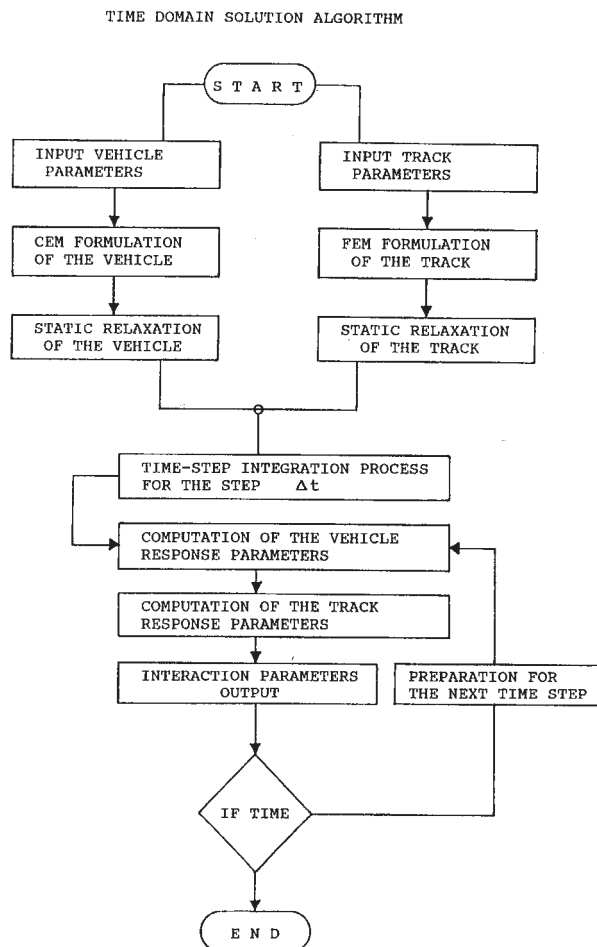 TIME DOMAIN SOLUTION ALGORITHM
S T A R T
INPUT VEHICLE
PARAMETERS
INPUT TRACK
PARAMETERS
CEM FORMULATION
OF THE VEHICLE
FEM FORMULATION
OF THE TRACK
STATIC RELAXATION
OF THE VEHICLE
STATIC RELAXATION
OF THE TRACK
TIME-STEP INTEGRATION PROCESS
FOR THE STEP Δt
COMPUTATION OF THE VEHICLE
RESPONSE PARAMETERS
COMPUTATION OF THE TRACK
RESPONSE PARAMETERS
INTERACTION PARAMETERS
OUTPUT
PREPARATION FOR
THE NEXT TIME STEP
IF TIME
E N D